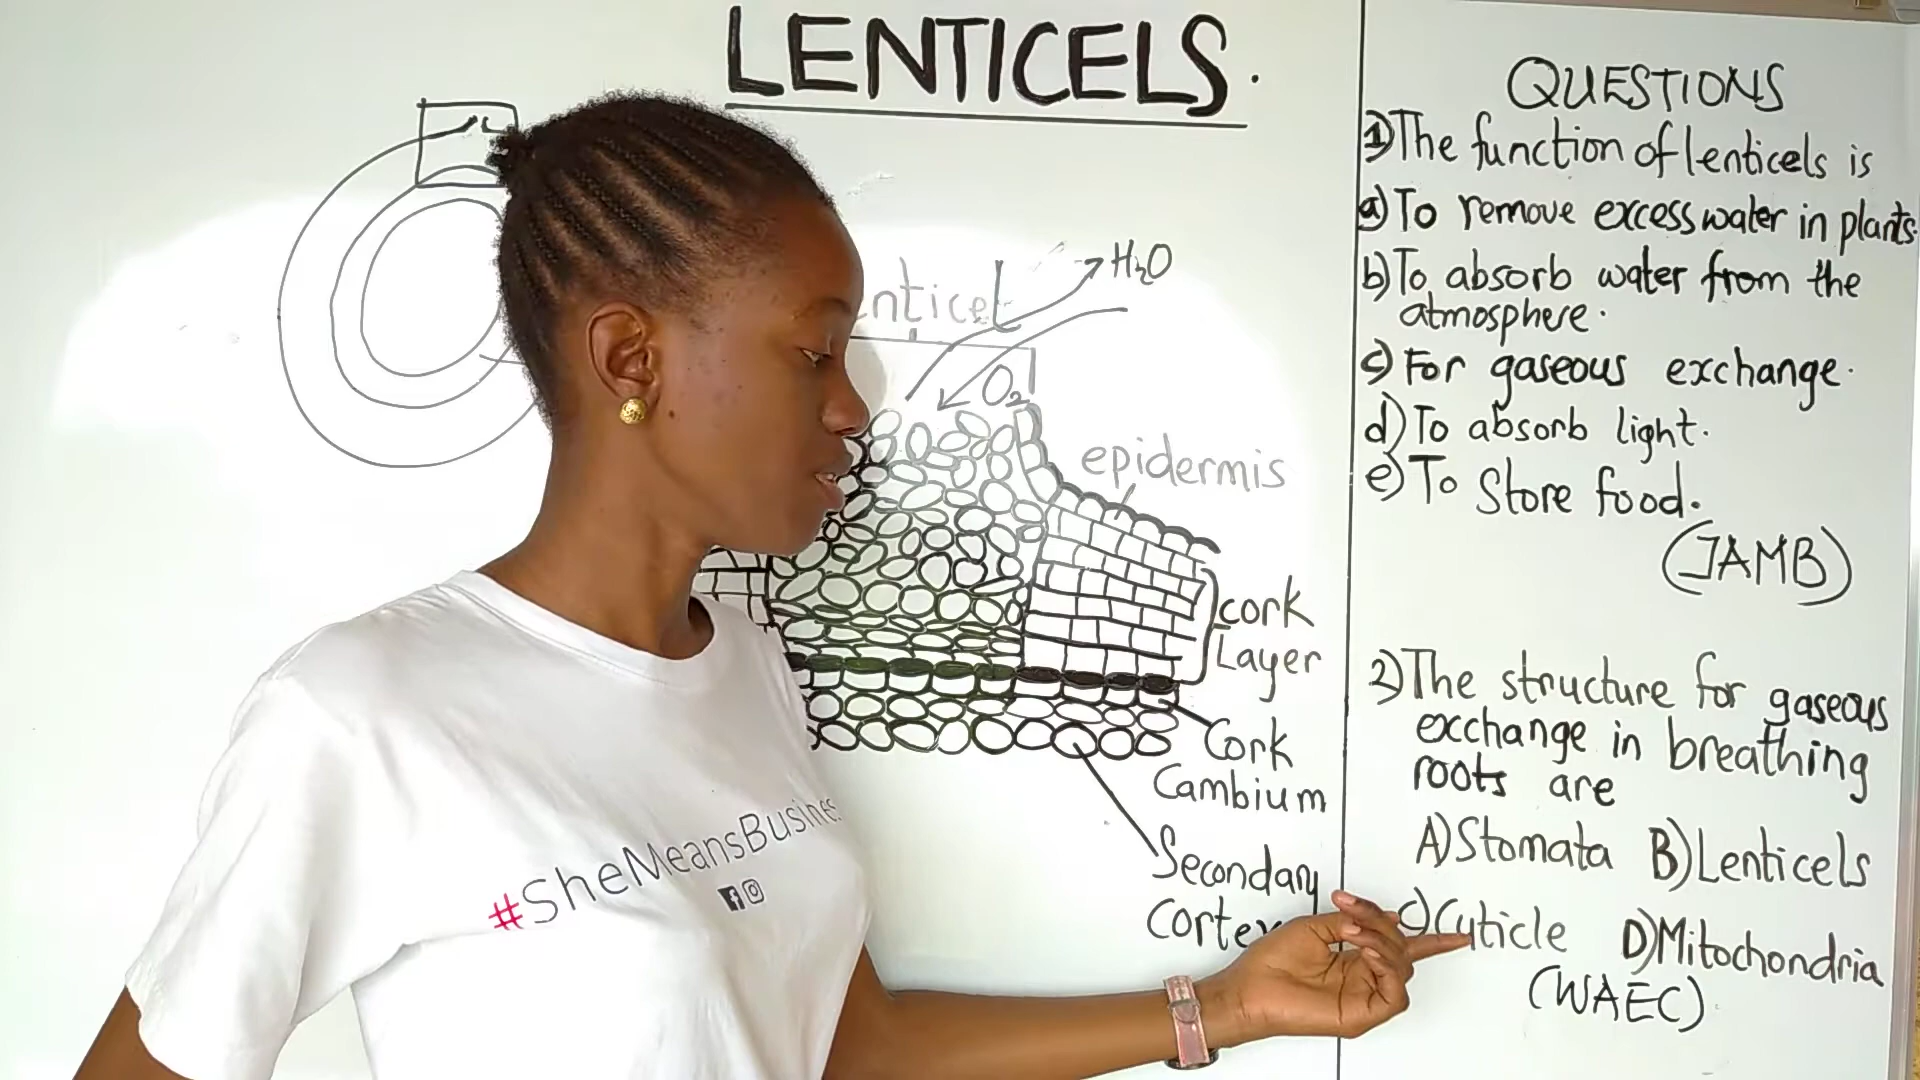 LENTICELS.
H₂O
O₂
epidermis
cork
Layer
Cork
Cambium
Secondary
#SheMeansBusines
QUESTIONS
1) The function of lenticels is
a) To remove excess water in plants.
b) To absorb water from the
atmosphere.
c) For gaseous exchange.
d) To absorb light.
e) To Store food.
(JAMB)
2) The structure for gaseous
exchange in breathing
roots are
A) Stomata B) Lenticels
C) Cuticle D) Mitochondria
(WAEC)